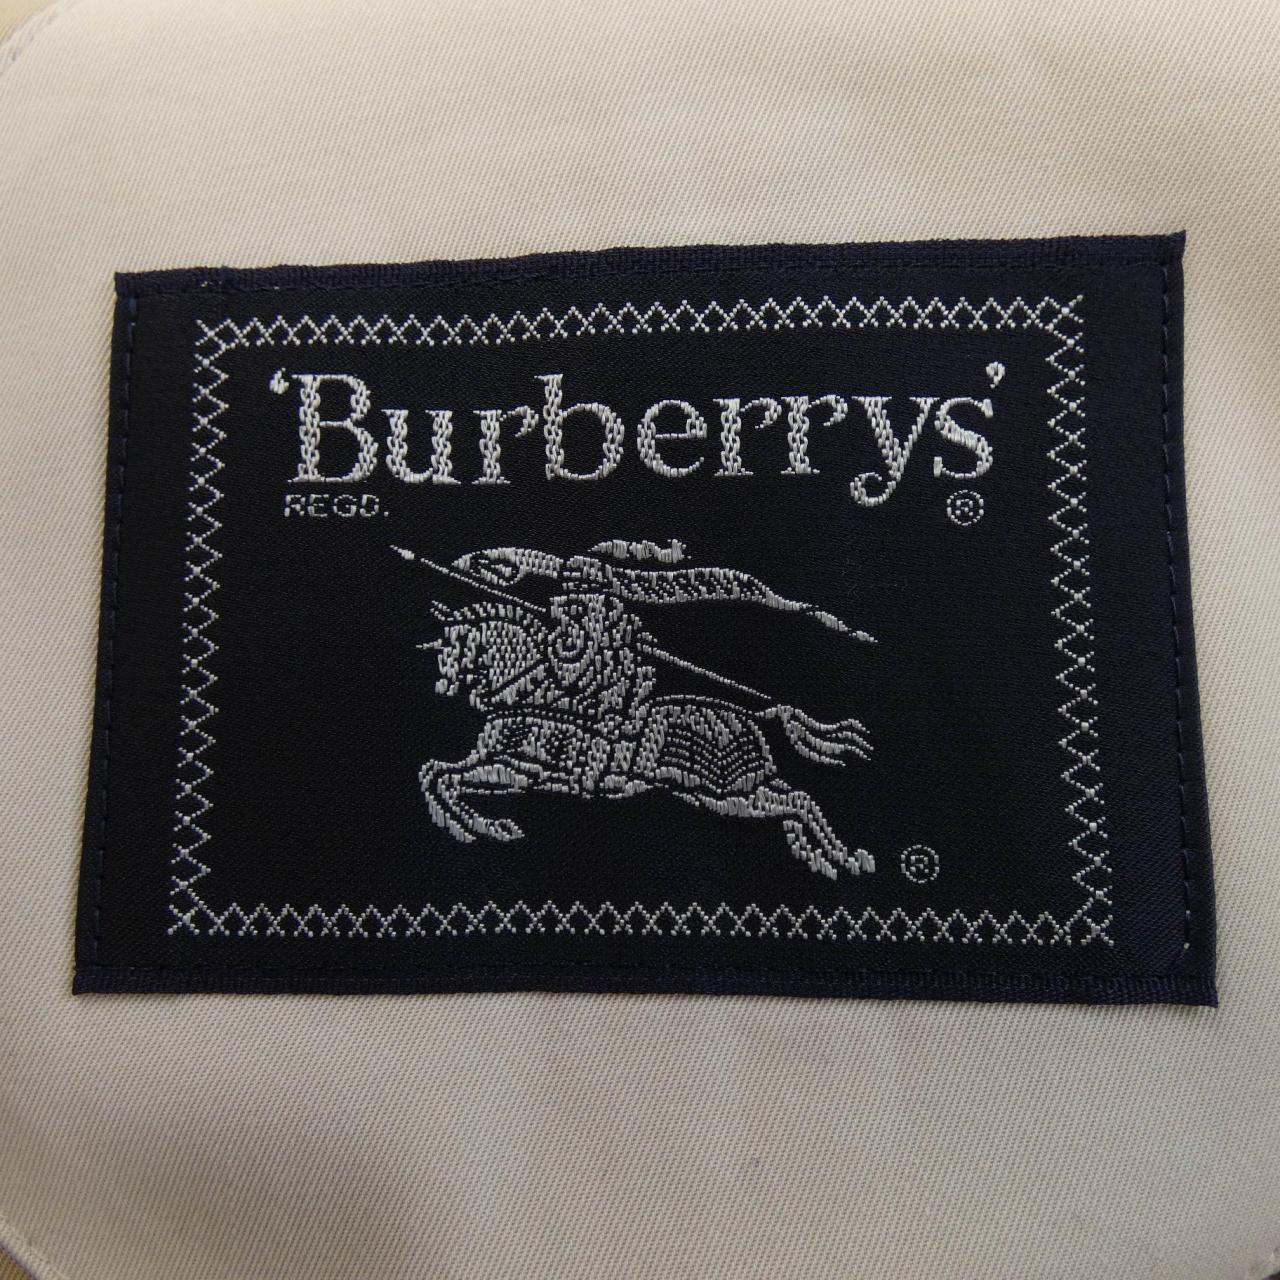 ‘Burberrys’
REGD. ®
®